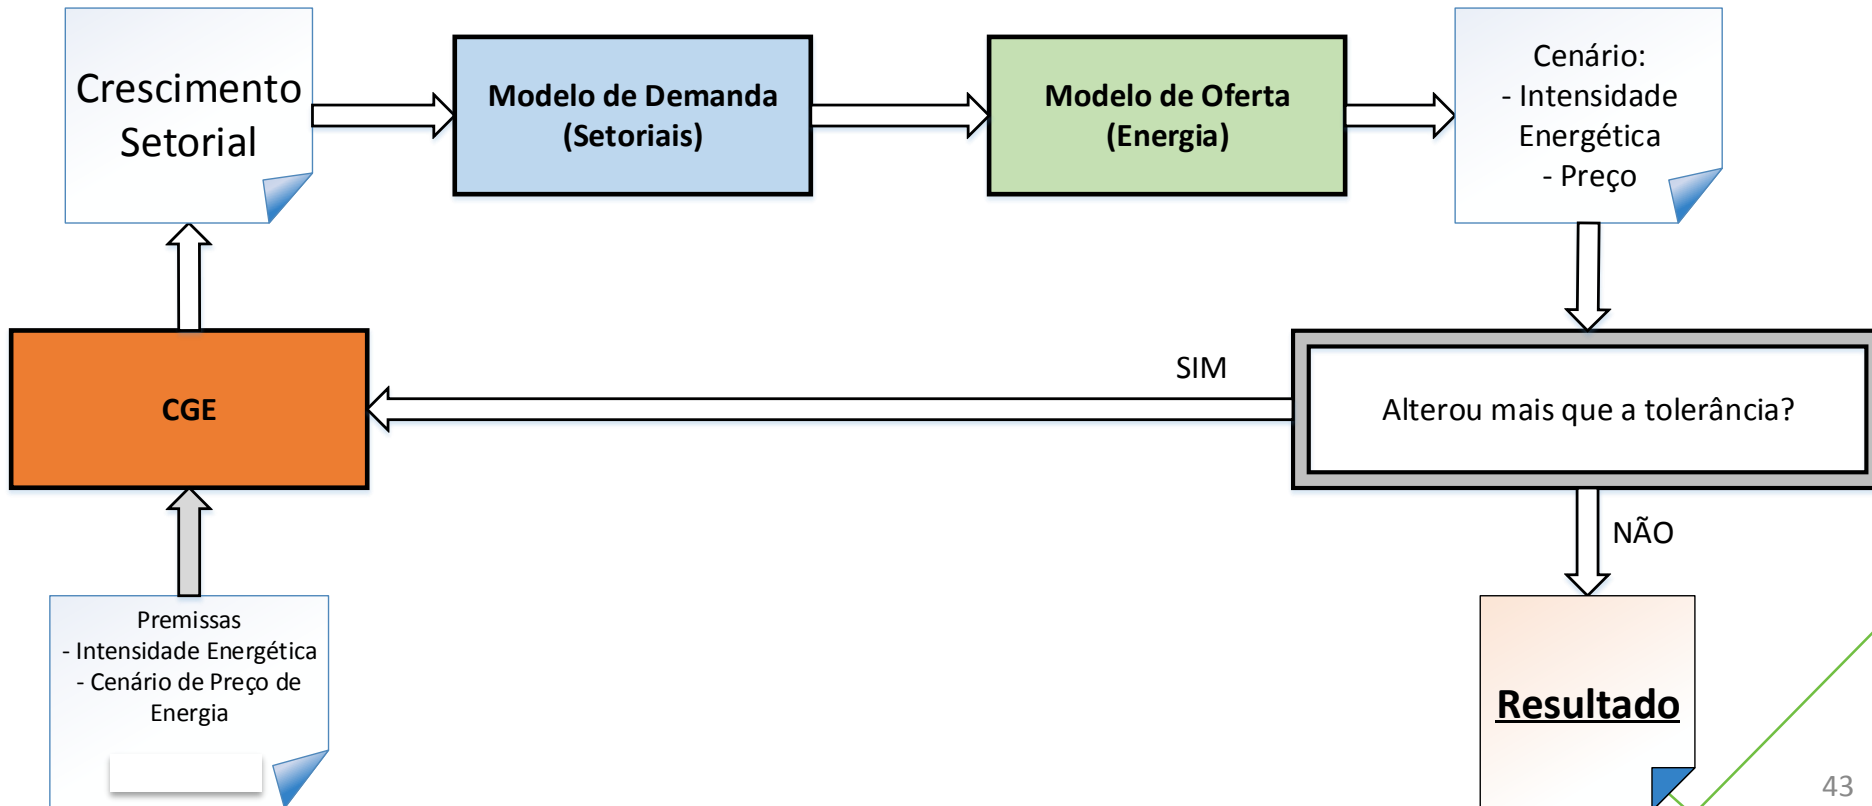 Crescimento
Setorial
Modelo de Demanda
(Setoriais)
Modelo de Oferta
(Energia)
Cenário:
- Intensidade
Energética
- Preço
CGE
SIM
Alterou mais que a tolerância?
NÃO
Premissas
- Intensidade Energética
- Cenário de Preço de
Energia
Resultado
43